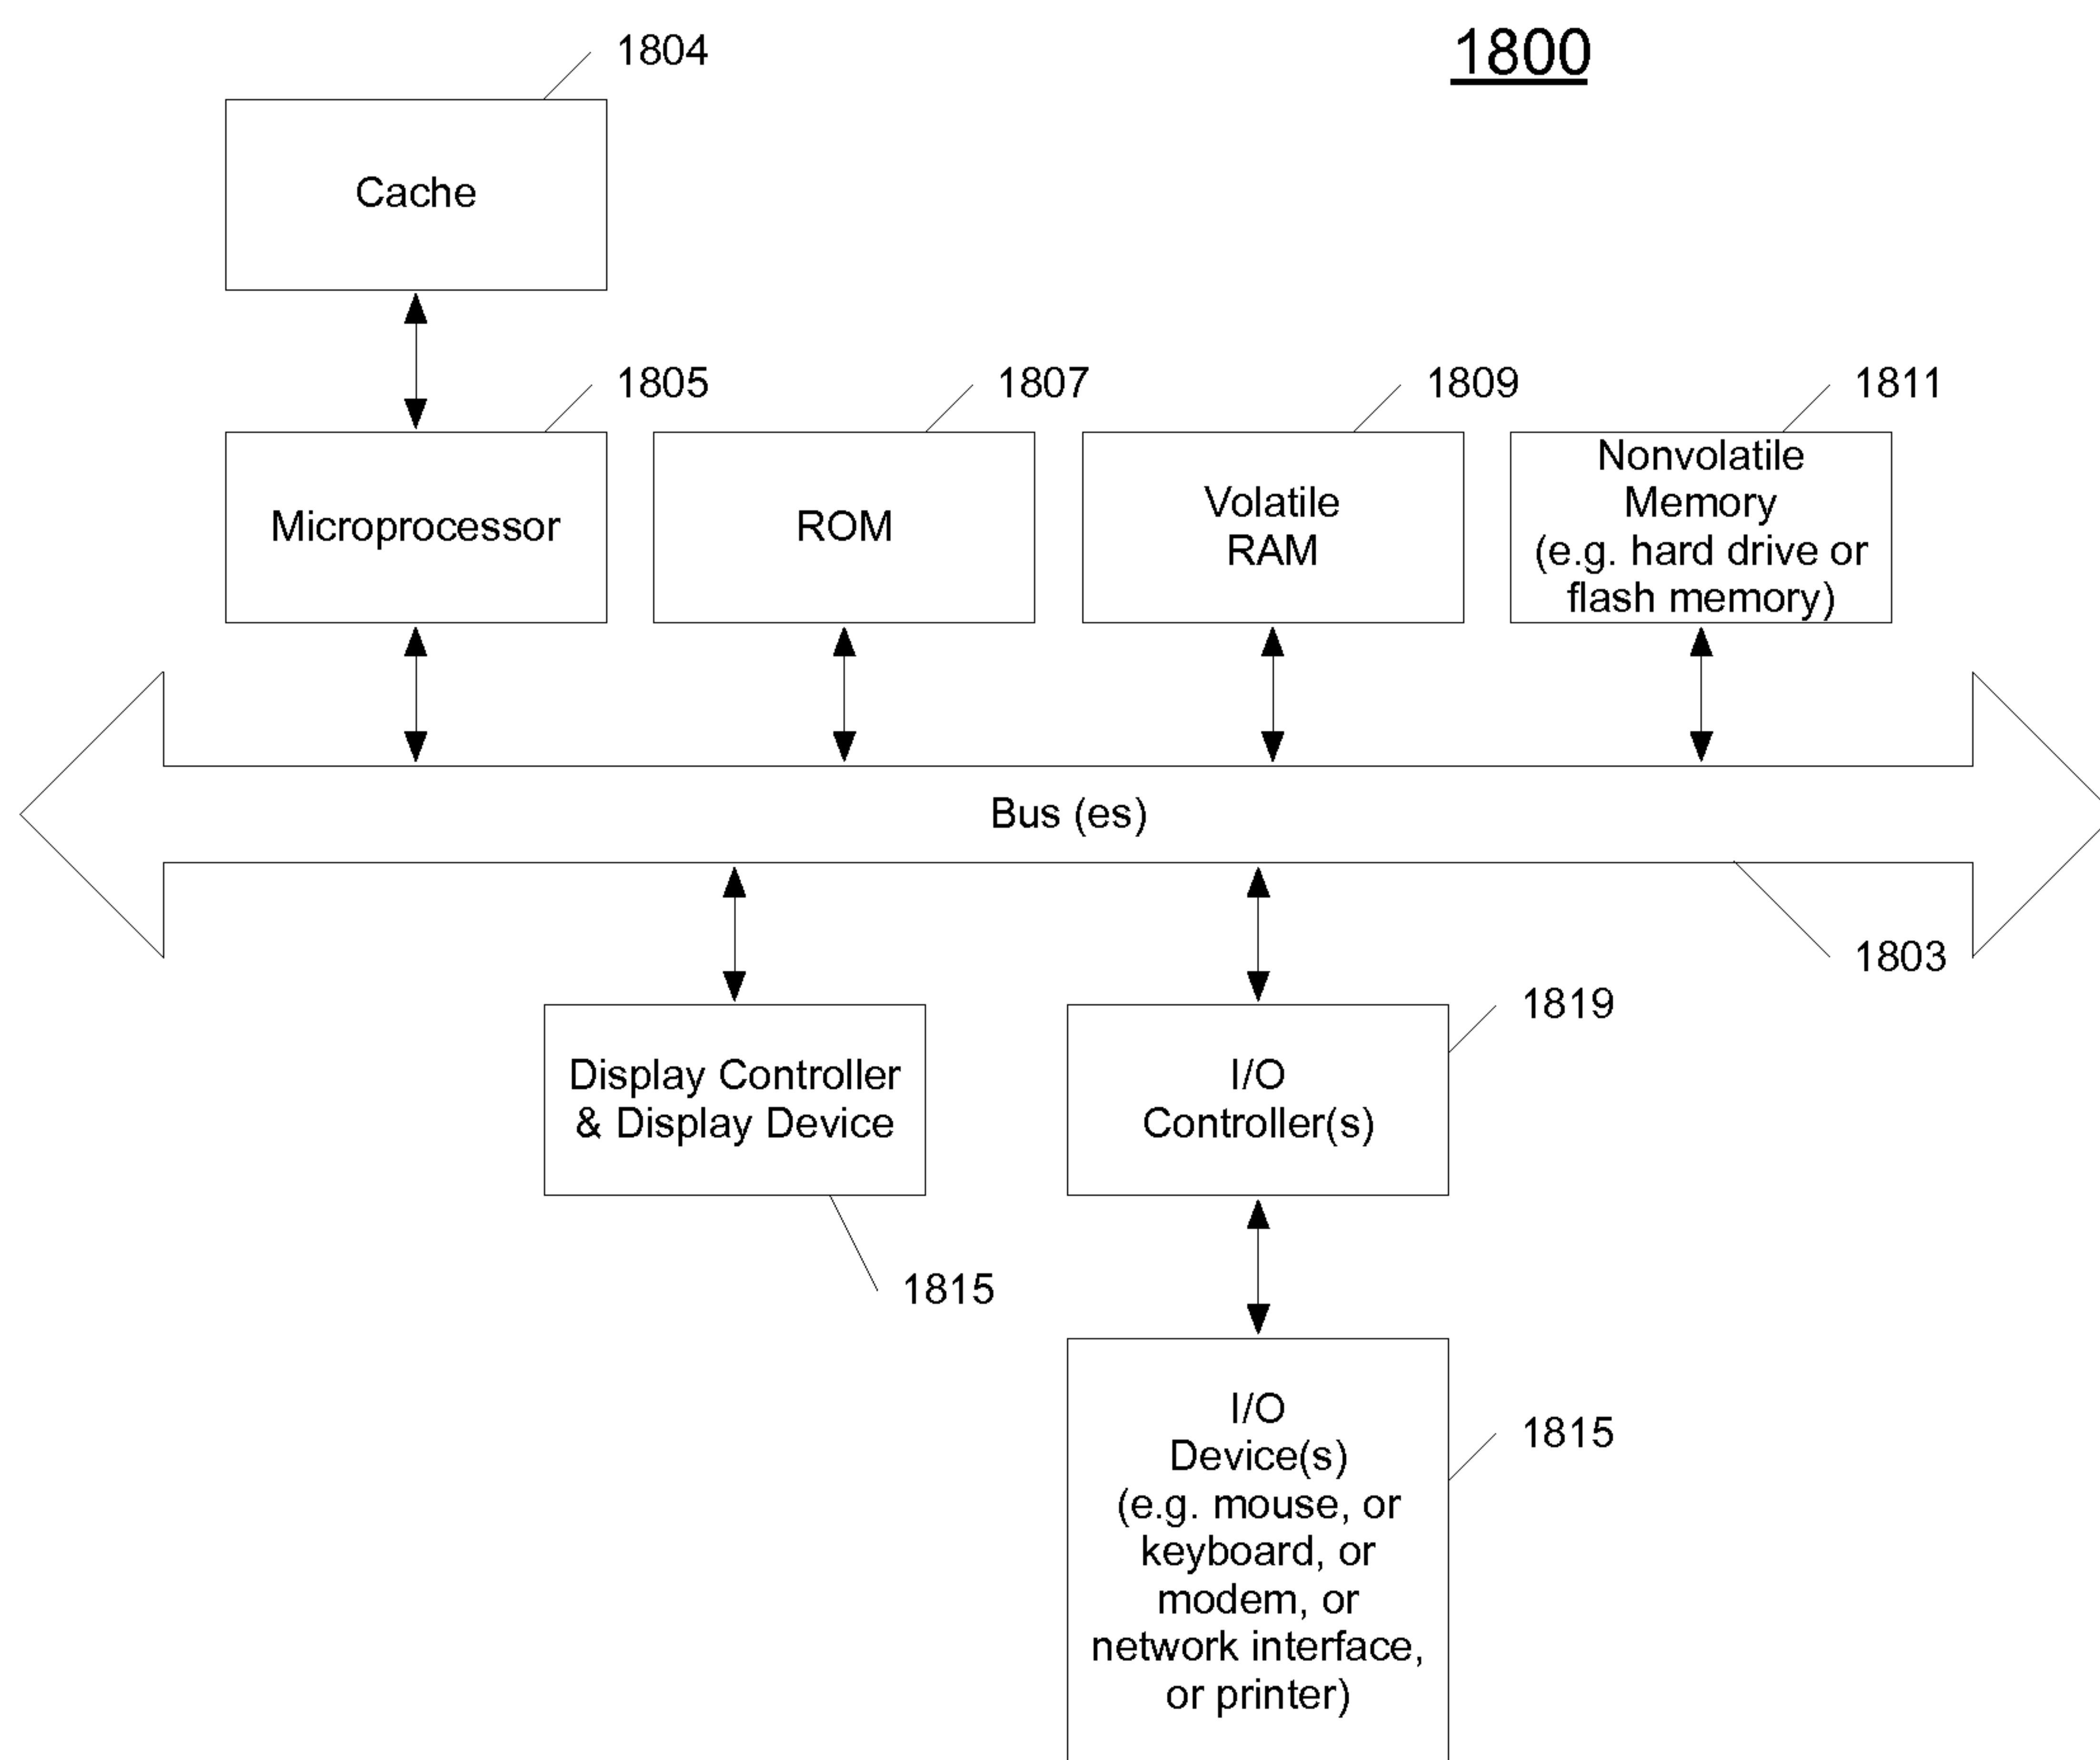 1800
1804
Cache
1805
1807
1809
1811
Microprocessor
ROM
Volatile
RAM
Nonvolatile
Memory
(e.g. hard drive or
flash memory)
Bus (es)
1803
Display Controller
& Display Device
1815
1819
I/O
Controller(s)
1815
I/O
Device(s)
(e.g. mouse, or
keyboard, or
modem, or
network interface,
or printer)